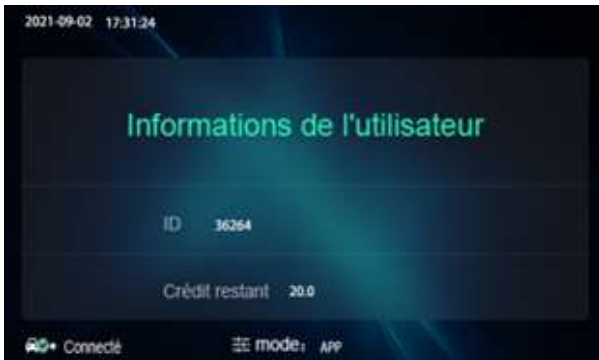 2021-09-02 17:31:24
Informations de l'utilisateur
ID 36264
Crédit restant 20.0
Connecté mode: APP